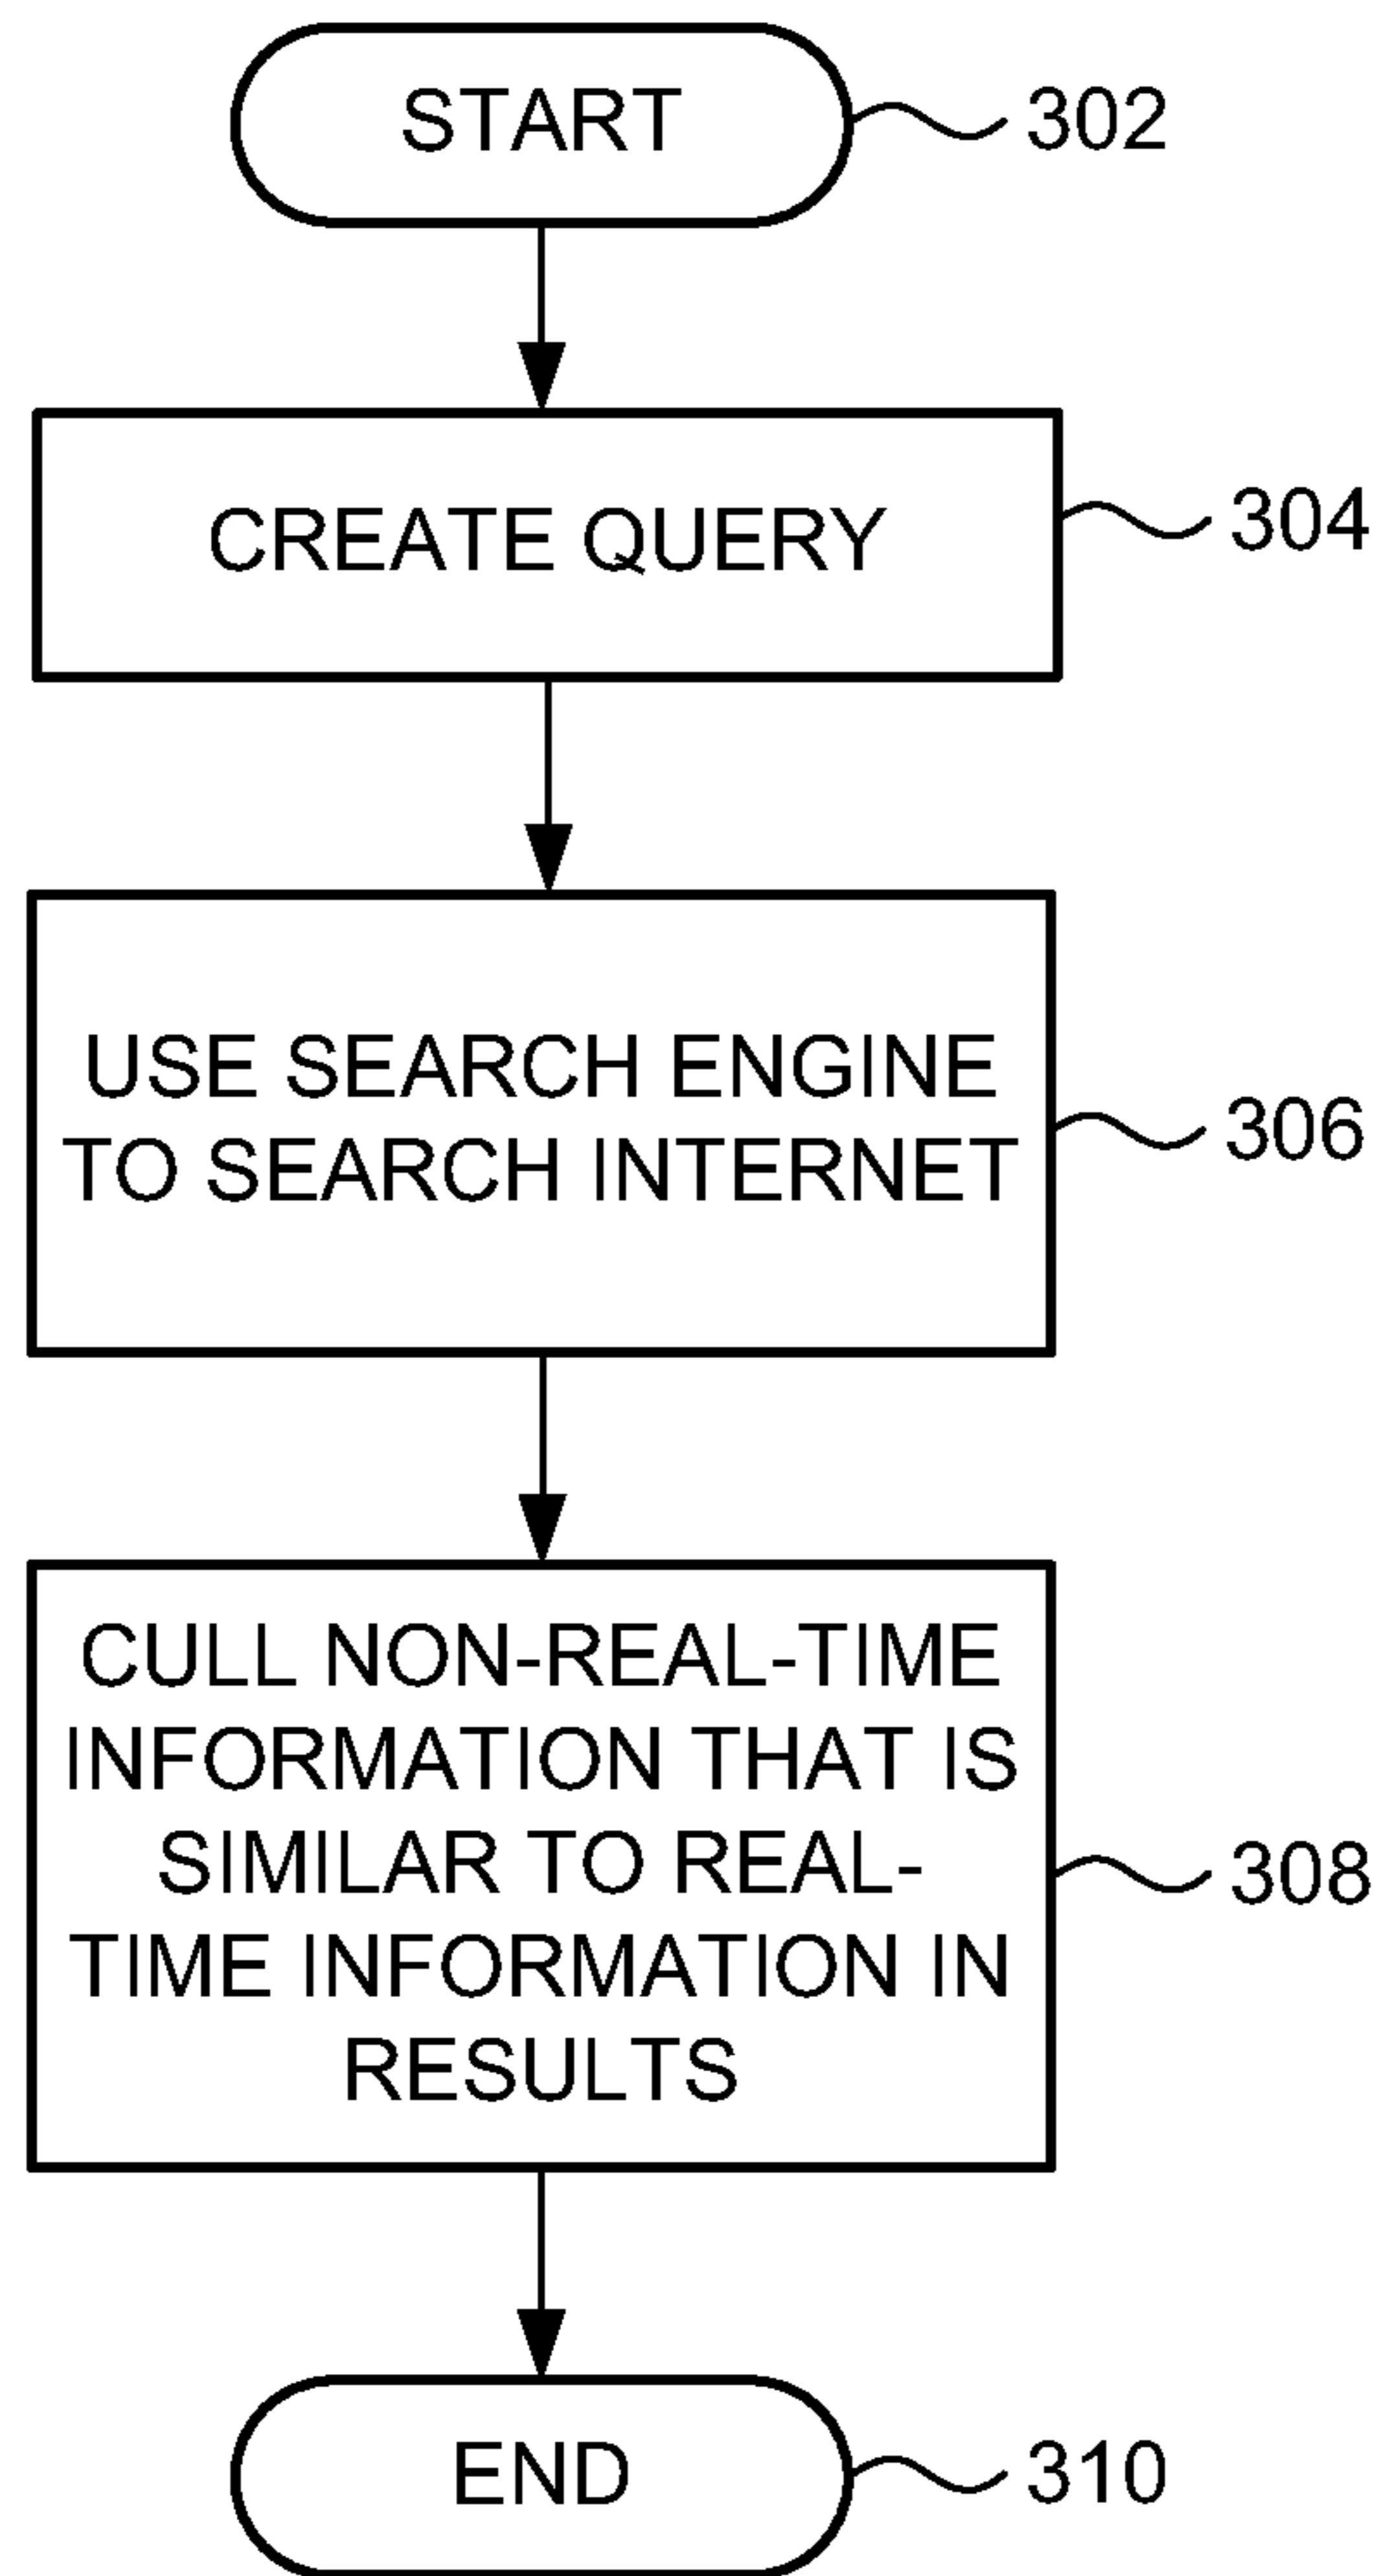 START
302
CREATE QUERY
304
USE SEARCH ENGINE
TO SEARCH INTERNET
306
CULL NON-REAL-TIME
INFORMATION THAT IS
SIMILAR TO REAL-
TIME INFORMATION IN
RESULTS
308
END
310